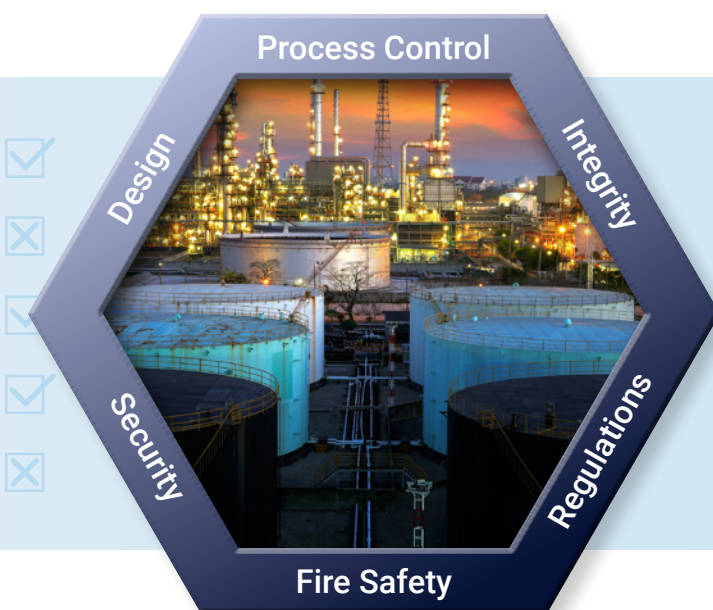 Process Control
Design
Integrity
Security
Regulations
Fire Safety